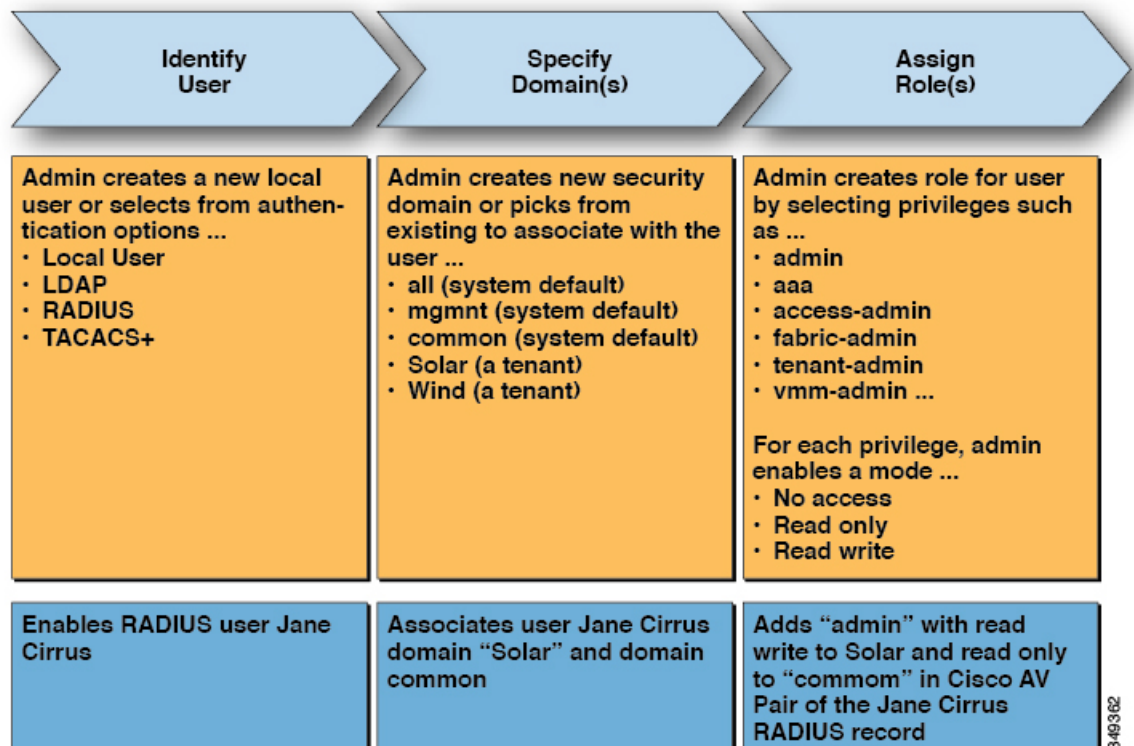 Identify
User
Specify
Domain(s)
Assign
Role(s)
Admin creates a new local
user or selects from authen-
tication options ...
• Local User
• LDAP
• RADIUS
• TACACS+
Admin creates new security
domain or picks from
existing to associate with the
user ...
• all (system default)
• mgmnt (system default)
• common (system default)
• Solar (a tenant)
• Wind (a tenant)
Admin creates role for user
by selecting privileges such
as ...
• admin
• aaa
• access-admin
• fabric-admin
• tenant-admin
• vmm-admin ...
For each privilege, admin
enables a mode ...
• No access
• Read only
• Read write
Enables RADIUS user Jane
Cirrus
Associates user Jane Cirrus
domain “Solar” and domain
common
Adds “admin” with read
write to Solar and read only
to “commom” in Cisco AV
Pair of the Jane Cirrus
RADIUS record
349362